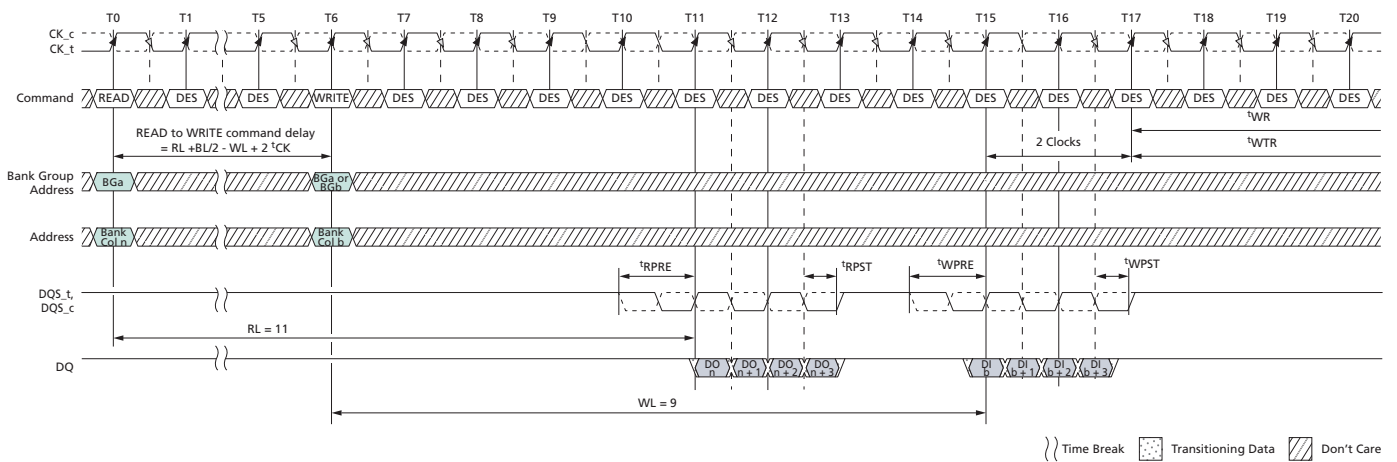 T0 T1 T5 T6 T7 T8 T9 T10 T11 T12 T13 T14 T15 T16 T17 T18 T19 T20
CK_c
CK_t
Command READ DES DES WRITE DES DES DES DES DES DES DES DES DES DES DES DES DES DES
READ to WRITE command delay
= RL +BL/2 - WL + 2 tCK
2 Clocks
tWR
tWTR
Bank Group
Address
BGa
BGa or
BGb
Address
Bank
Col n
Bank
Col b
tRPRE tRPST tWPRE tWPST
DQS_t,
DQS_c
RL = 11
DQ
DO
n
DO
n + 1
DO
n + 2
DO
n + 3
DI
b
DI
b + 1
DI
b + 2
DI
b + 3
WL = 9
Time Break Transitioning Data Don't Care